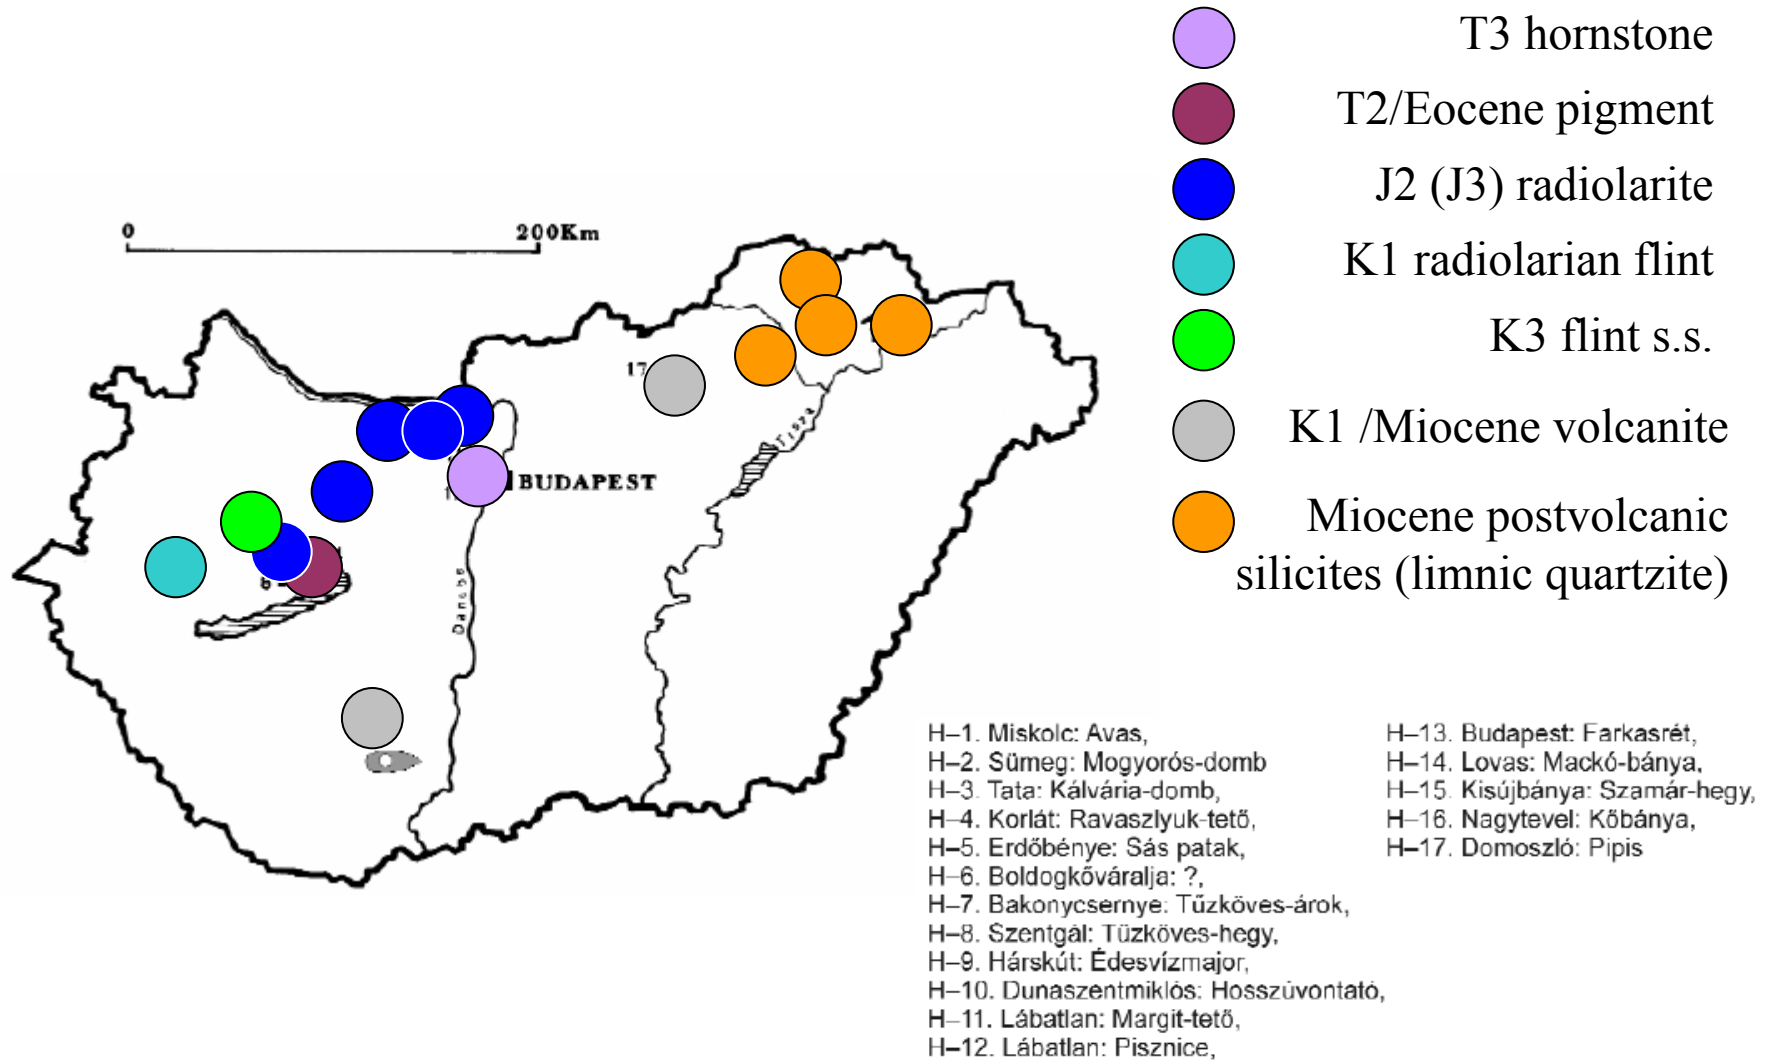 T3 hornstone
T2/Eocene pigment
J2 (J3) radiolarite
K1 radiolarian flint
K3 flint s.s.
K1 /Miocene volcanite
Miocene postvolcanic
silicites (limnic quartzite)
0 200Km
17
BUDAPEST
Tisza
Danube
8
H–1. Miskolc: Avas,
H–2. Sümeg: Mogyorós-domb
H–3. Tata: Kálvária-domb,
H–4. Korlát: Ravaszlyuk-tető,
H–5. Erdőbénye: Sás patak,
H–6. Boldogkőváralja: ?,
H–7. Bakonycsernye: Tűzköves-árok,
H–8. Szentgál: Tűzköves-hegy,
H–9. Hárskút: Édesvízmajor,
H–10. Dunaszentmiklós: Hosszúvontató,
H–11. Lábatlan: Margit-tető,
H–12. Lábatlan: Pisznice,
H–13. Budapest: Farkasrét,
H–14. Lovas: Mackó-bánya,
H–15. Kisújbánya: Szamár-hegy,
H–16. Nagytevel: Kőbánya,
H–17. Domoszló: Pipis